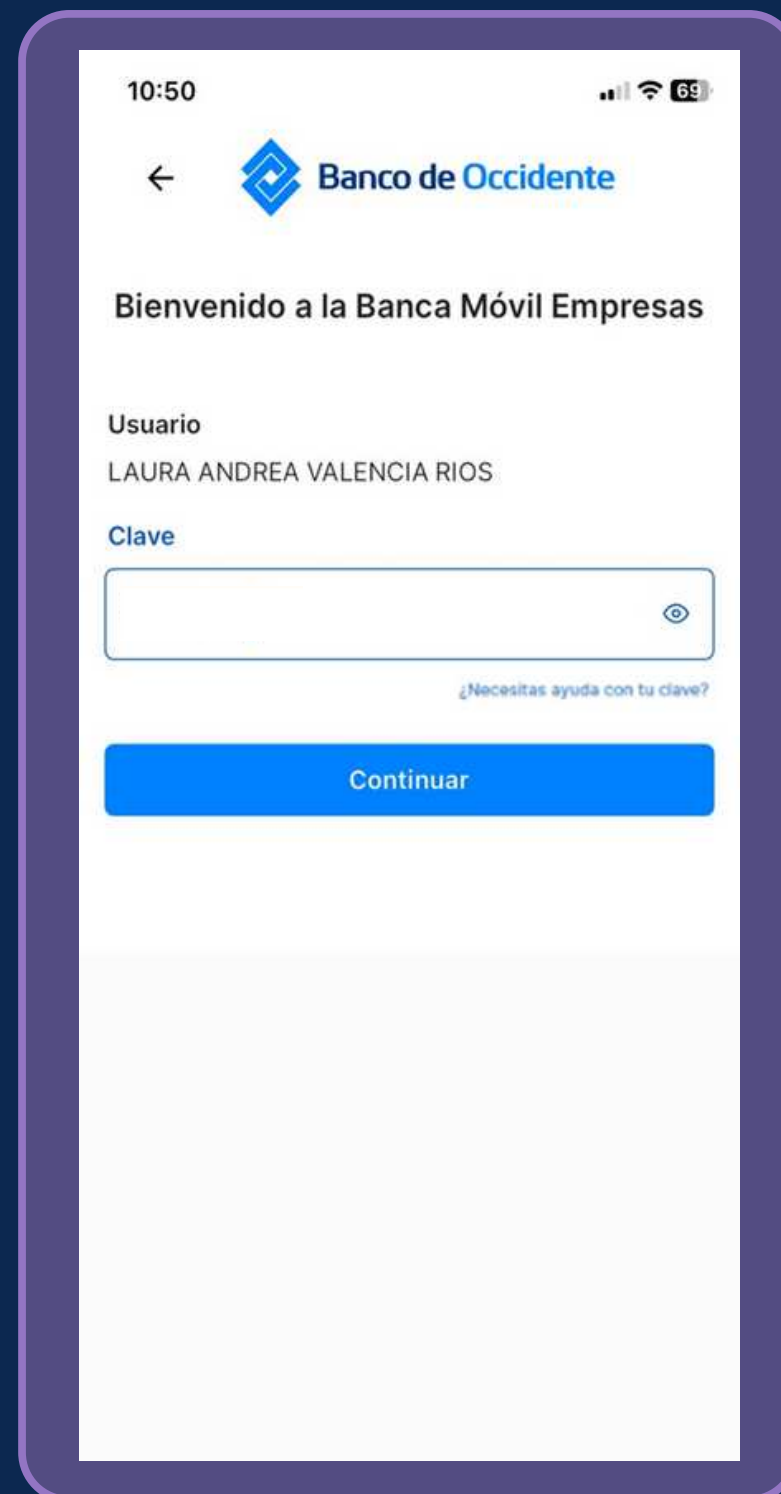 10:50
69
Banco de Occidente
Bienvenido a la Banca Móvil Empresas
Usuario
LAURA ANDREA VALENCIA RIOS
Clave
¿Necesitas ayuda con tu clave?
Continuar